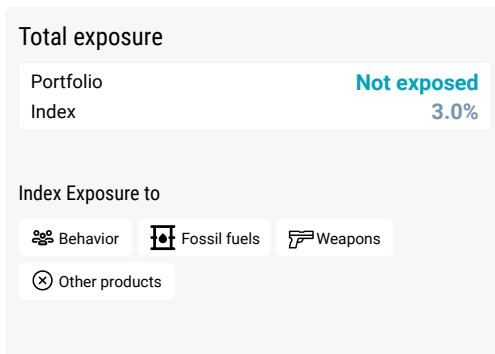 Total exposure
Portfolio Not exposed
Index 3.0%
Index Exposure to
Behavior Fossil fuels Weapons
Other products